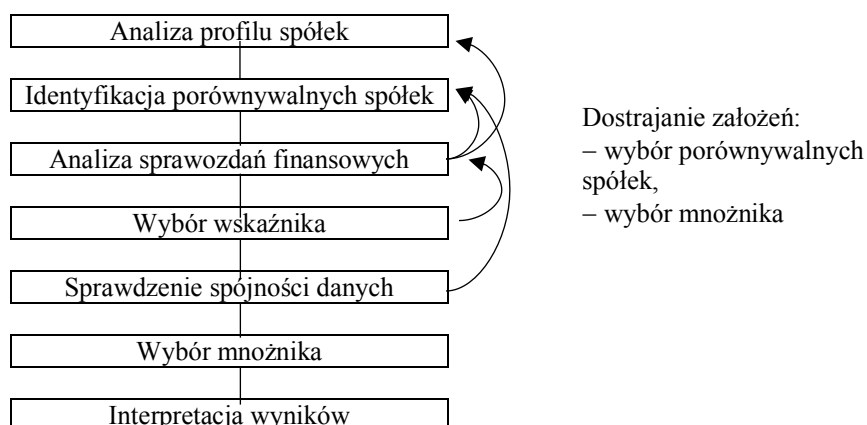 Analiza profilu spółek
Identyfikacja porównywalnych spółek
Analiza sprawozdań finansowych
Wybór wskaźnika
Sprawdzenie spójności danych
Wybór mnożnika
Interpretacja wyników
Dostrajanie założeń:
– wybór porównywalnych
spółek,
– wybór mnożnika